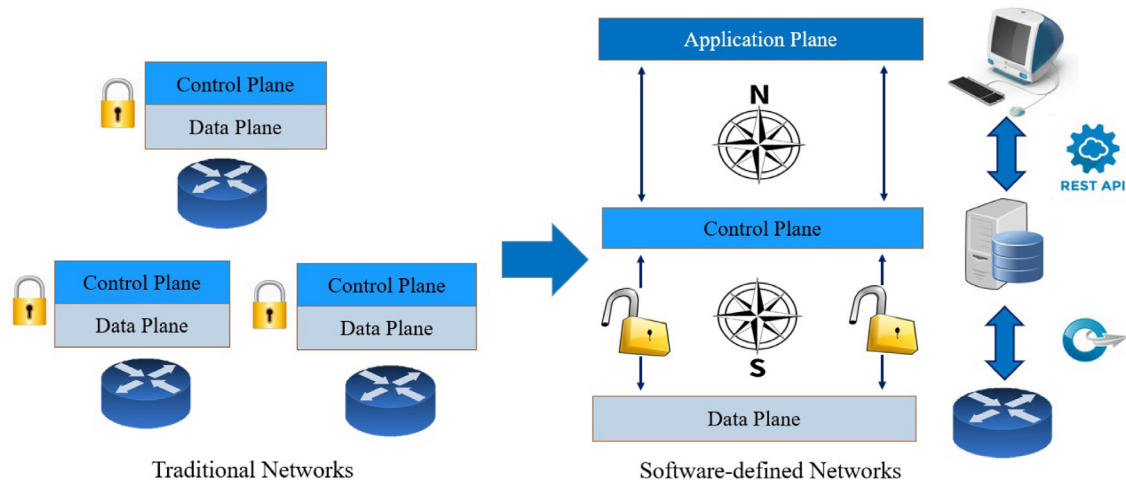 Control Plane
Data Plane
Control Plane
Data Plane
Control Plane
Data Plane
Traditional Networks
Application Plane
N
Control Plane
S
Data Plane
Software-defined Networks
REST API